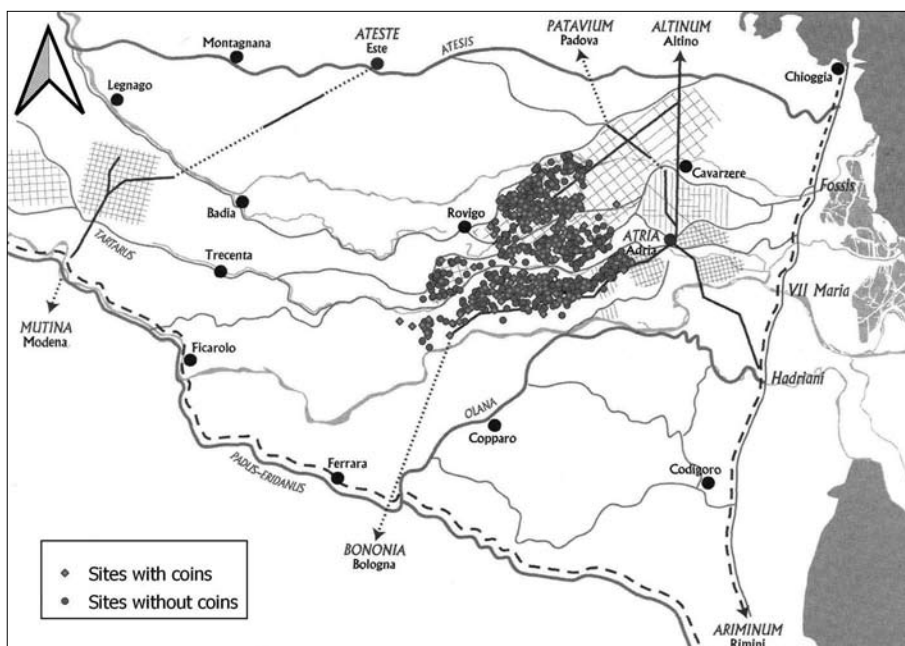 ATESTE
Este
PATAVIUM
Padova
ALTINUM
Altino
Montagnana
ATESIS
Chioggia
Legnago
Cavarzere
Fossis
Badia
Rovigo
ATRIA
Adria
TARTARUS
Trecenta
VII Maria
MUTINA
Modena
Ficarolo
Hadriani
OLANA
Copparo
PADUS-ERIDANUS
Ferrara
Codigoro
BONONIA
Bologna
Sites with coins
Sites without coins
ARIMINUM
Rimini